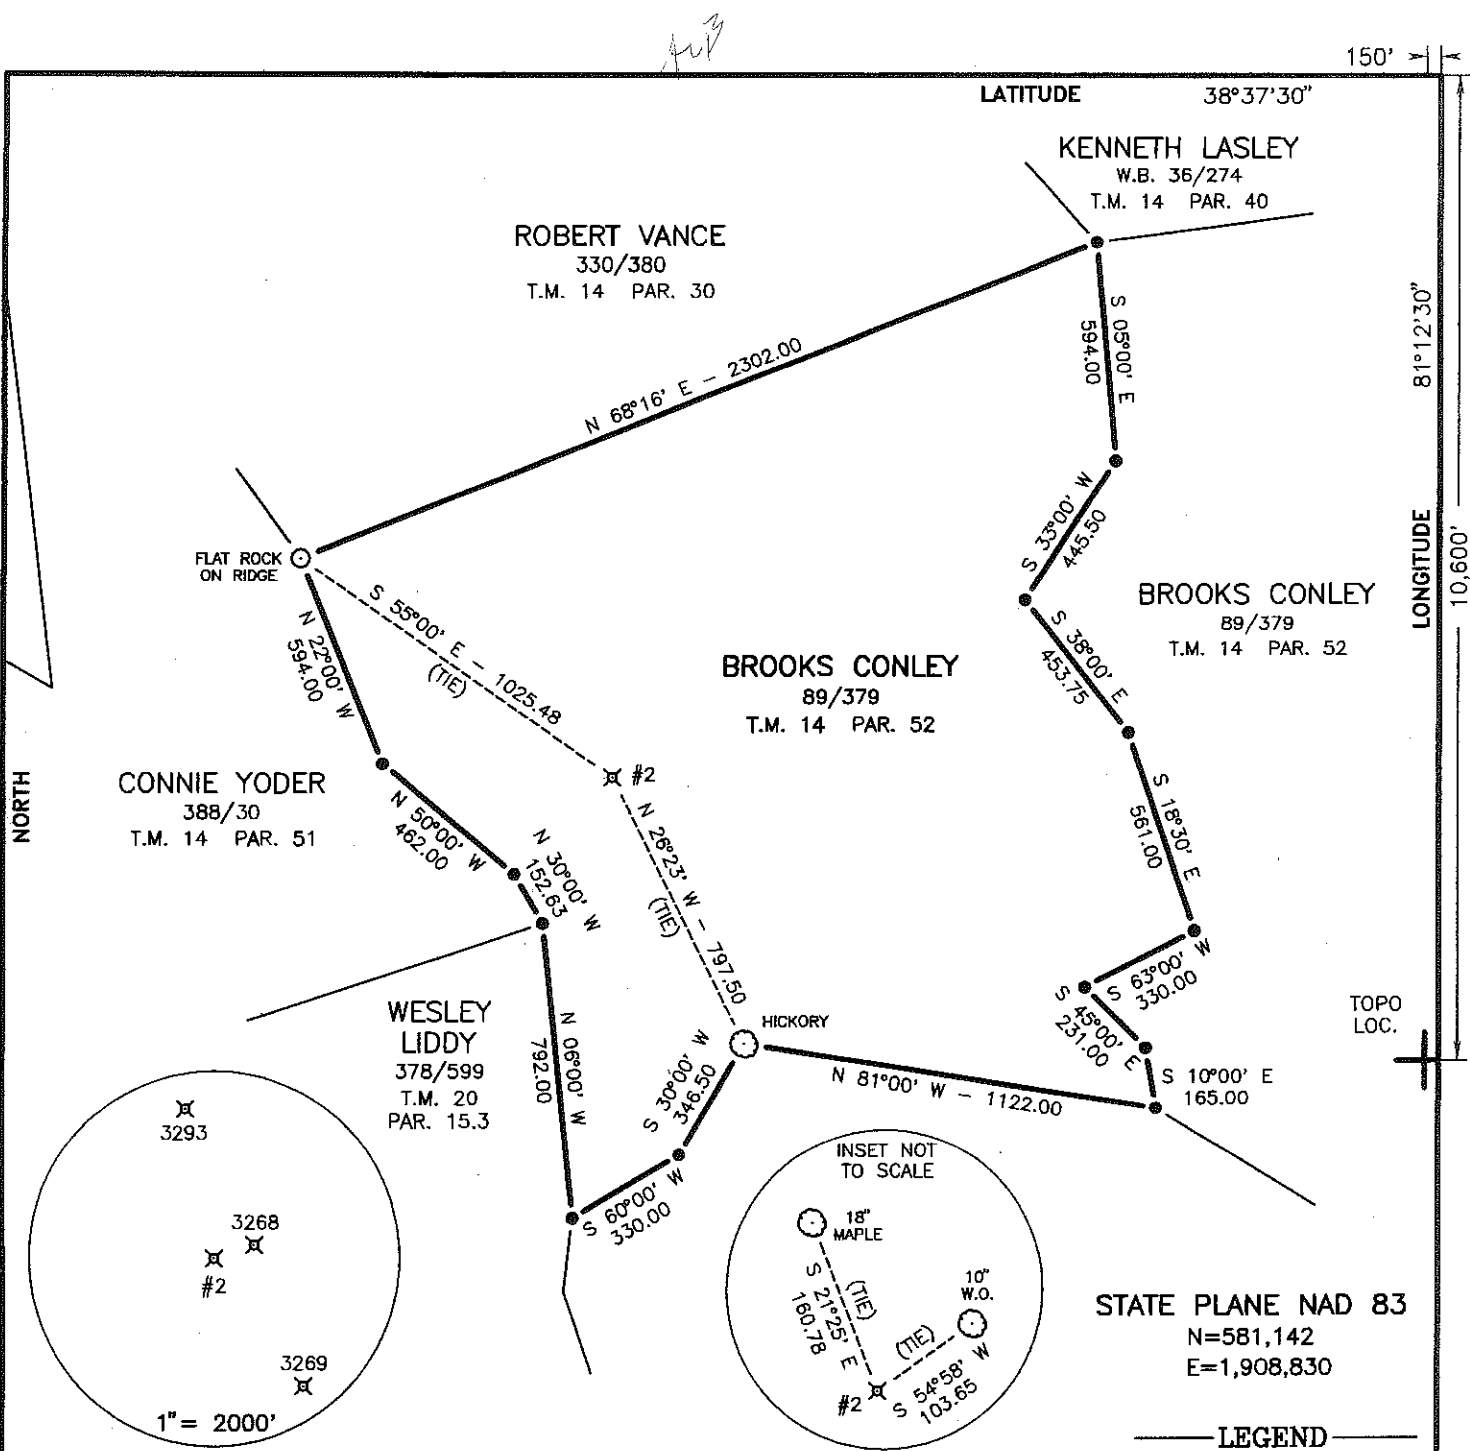 150'
LATITUDE 38°37'30"
KENNETH LASLEY
W.B. 36/274
T.M. 14 PAR. 40
ROBERT VANCE
330/380
T.M. 14 PAR. 30
S 05°00' E
594.00
81°12'30"
N 68°16' E - 2302.00
LONGITUDE
10,600'
S 33°00' W
445.50
FLAT ROCK
ON RIDGE
S 55°00' E - 1025.48
(TIE)
N 22°00' W
594.00
BROOKS CONLEY
89/379
T.M. 14 PAR. 52
S 38°00' E
453.75
BROOKS CONLEY
89/379
T.M. 14 PAR. 52
NORTH
CONNIE YODER
388/30
T.M. 14 PAR. 51
#2
S 18°30' E
561.00
N 50°00' W
462.00
N 30°00' W
152.63
N 26°23' W - 797.50
(TIE)
S 63°00' W
330.00
S 45°00' E
231.00
TOPO
LOC.
WESLEY
LIDDY
378/599
T.M. 20
PAR. 15.3
N 06°00' W
792.00
HICKORY
S 30°00' W
346.50
N 81°00' W - 1122.00
S 10°00' E
165.00
S 60°00' W
330.00
3293
3268
#2
3269
1" = 2000'
INSET NOT
TO SCALE
18"
MAPLE
10"
W.O.
(TIE)
S 21°25' E
160.78
(TIE)
S 54°58' W
103.65
#2
STATE PLANE NAD 83
N=581,142
E=1,908,830
LEGEND